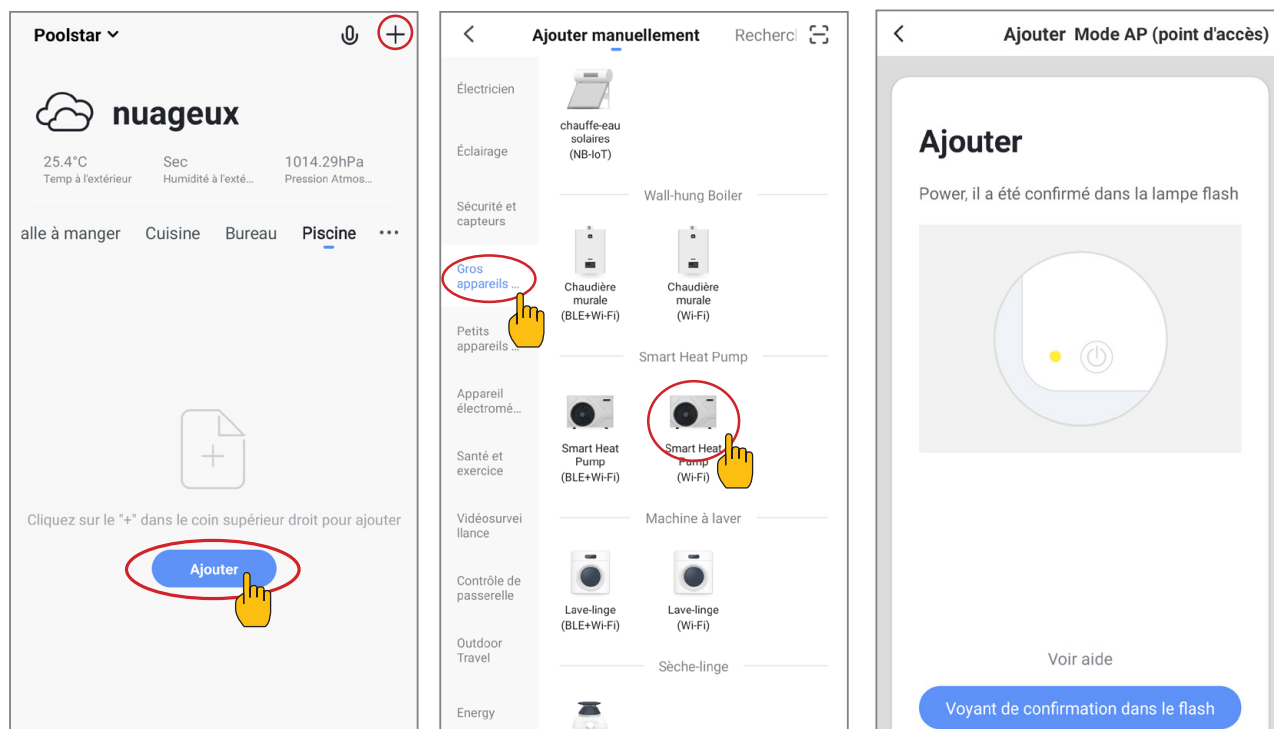 Poolstar
nuageux
25.4°C Sec 1014.29hPa
Temp à l'extérieur Humidité à l'exté... Pression Atmos...
alle à manger Cuisine Bureau Piscine ...
Cliquez sur le "+" dans le coin supérieur droit pour ajouter
Ajouter
Ajouter manuellement Recherc
Électricien
Éclairage
Sécurité et
capteurs
Gros
appareils ...
Petits
appareils ...
Appareil
électromé...
Santé et
exercice
Vidéosurvei
llance
Contrôle de
passerelle
Outdoor
Travel
Energy
chauffe-eau
solaires
(NB-IoT)
Wall-hung Boiler
Chaudière
murale
(BLE+Wi-Fi)
Chaudière
murale
(Wi-Fi)
Smart Heat Pump
Smart Heat
Pump
(BLE+Wi-Fi)
Smart Heat
Pump
(Wi-Fi)
Machine à laver
Lave-linge
(BLE+Wi-Fi)
Lave-linge
(Wi-Fi)
Sèche-linge
Ajouter Mode AP (point d'accès)
Ajouter
Power, il a été confirmé dans la lampe flash
Voir aide
Voyant de confirmation dans le flash